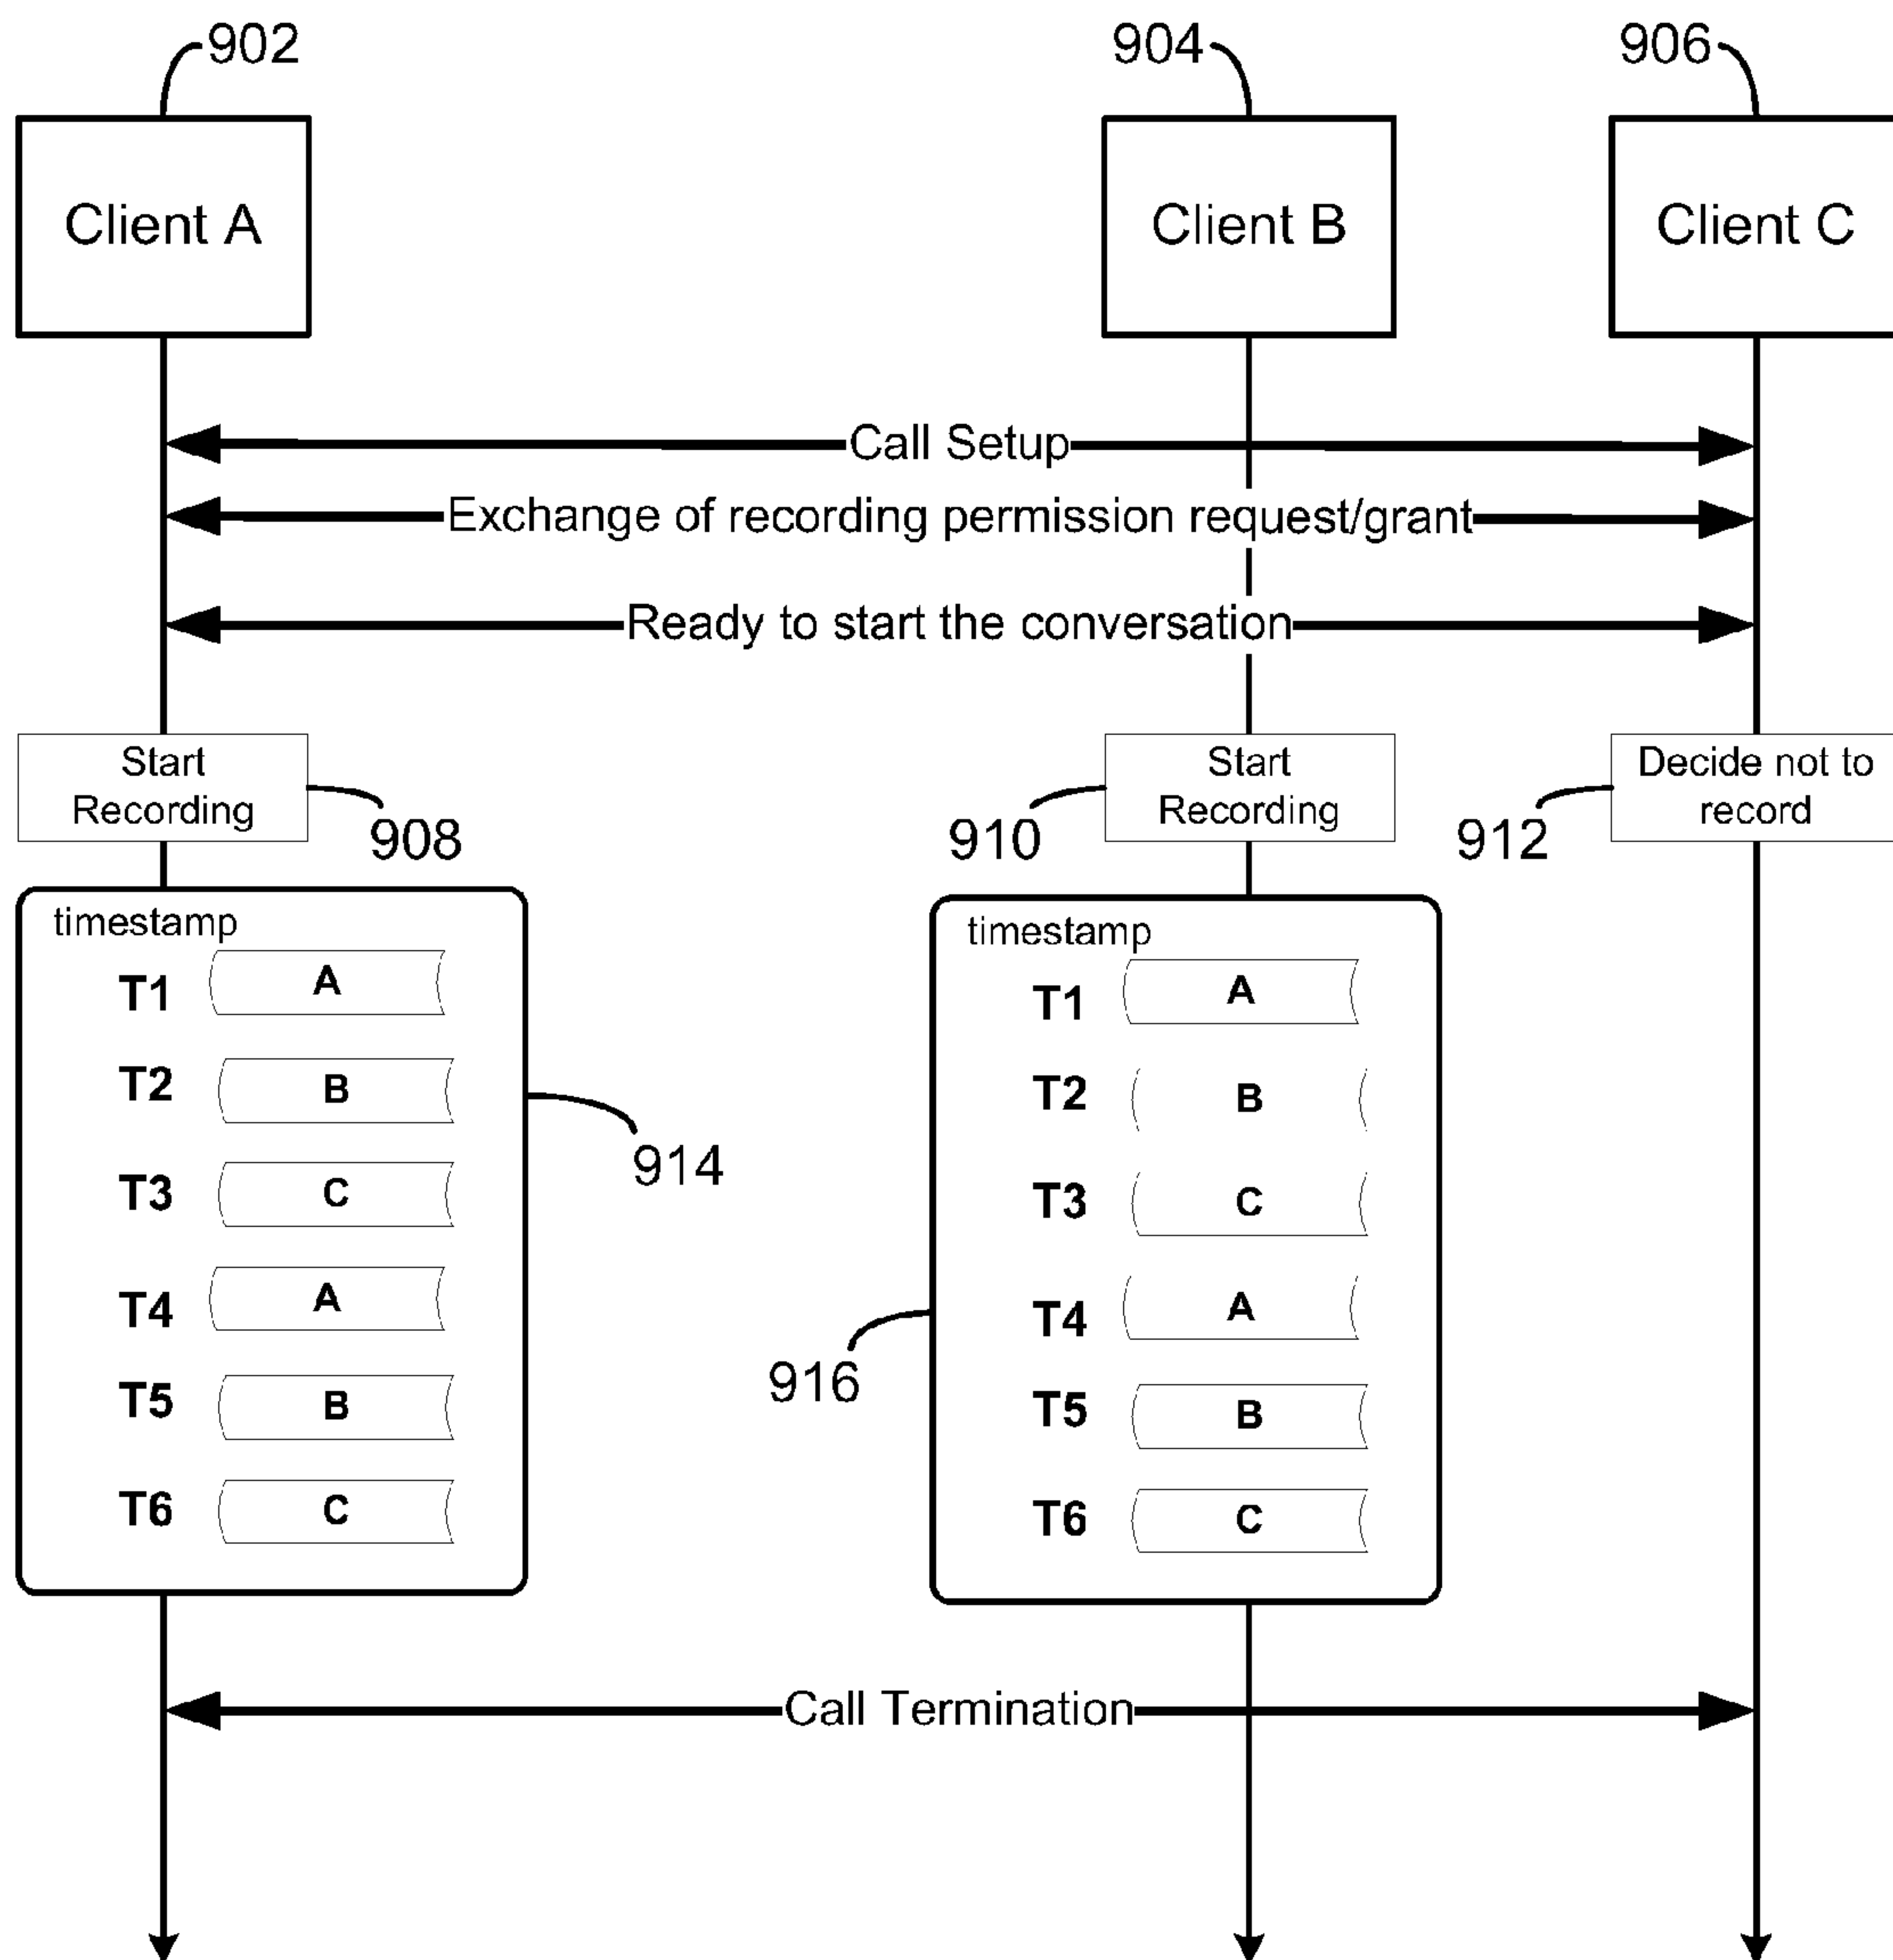 902
904
906
Client A
Client B
Client C
Call Setup
Exchange of recording permission request/grant
Ready to start the conversation
Start
Recording
908
Start
Recording
910
Decide not to
record
912
timestamp
T1 A
T2 B
T3 C
T4 A
T5 B
T6 C
914
timestamp
T1 A
T2 B
T3 C
T4 A
T5 B
T6 C
916
Call Termination